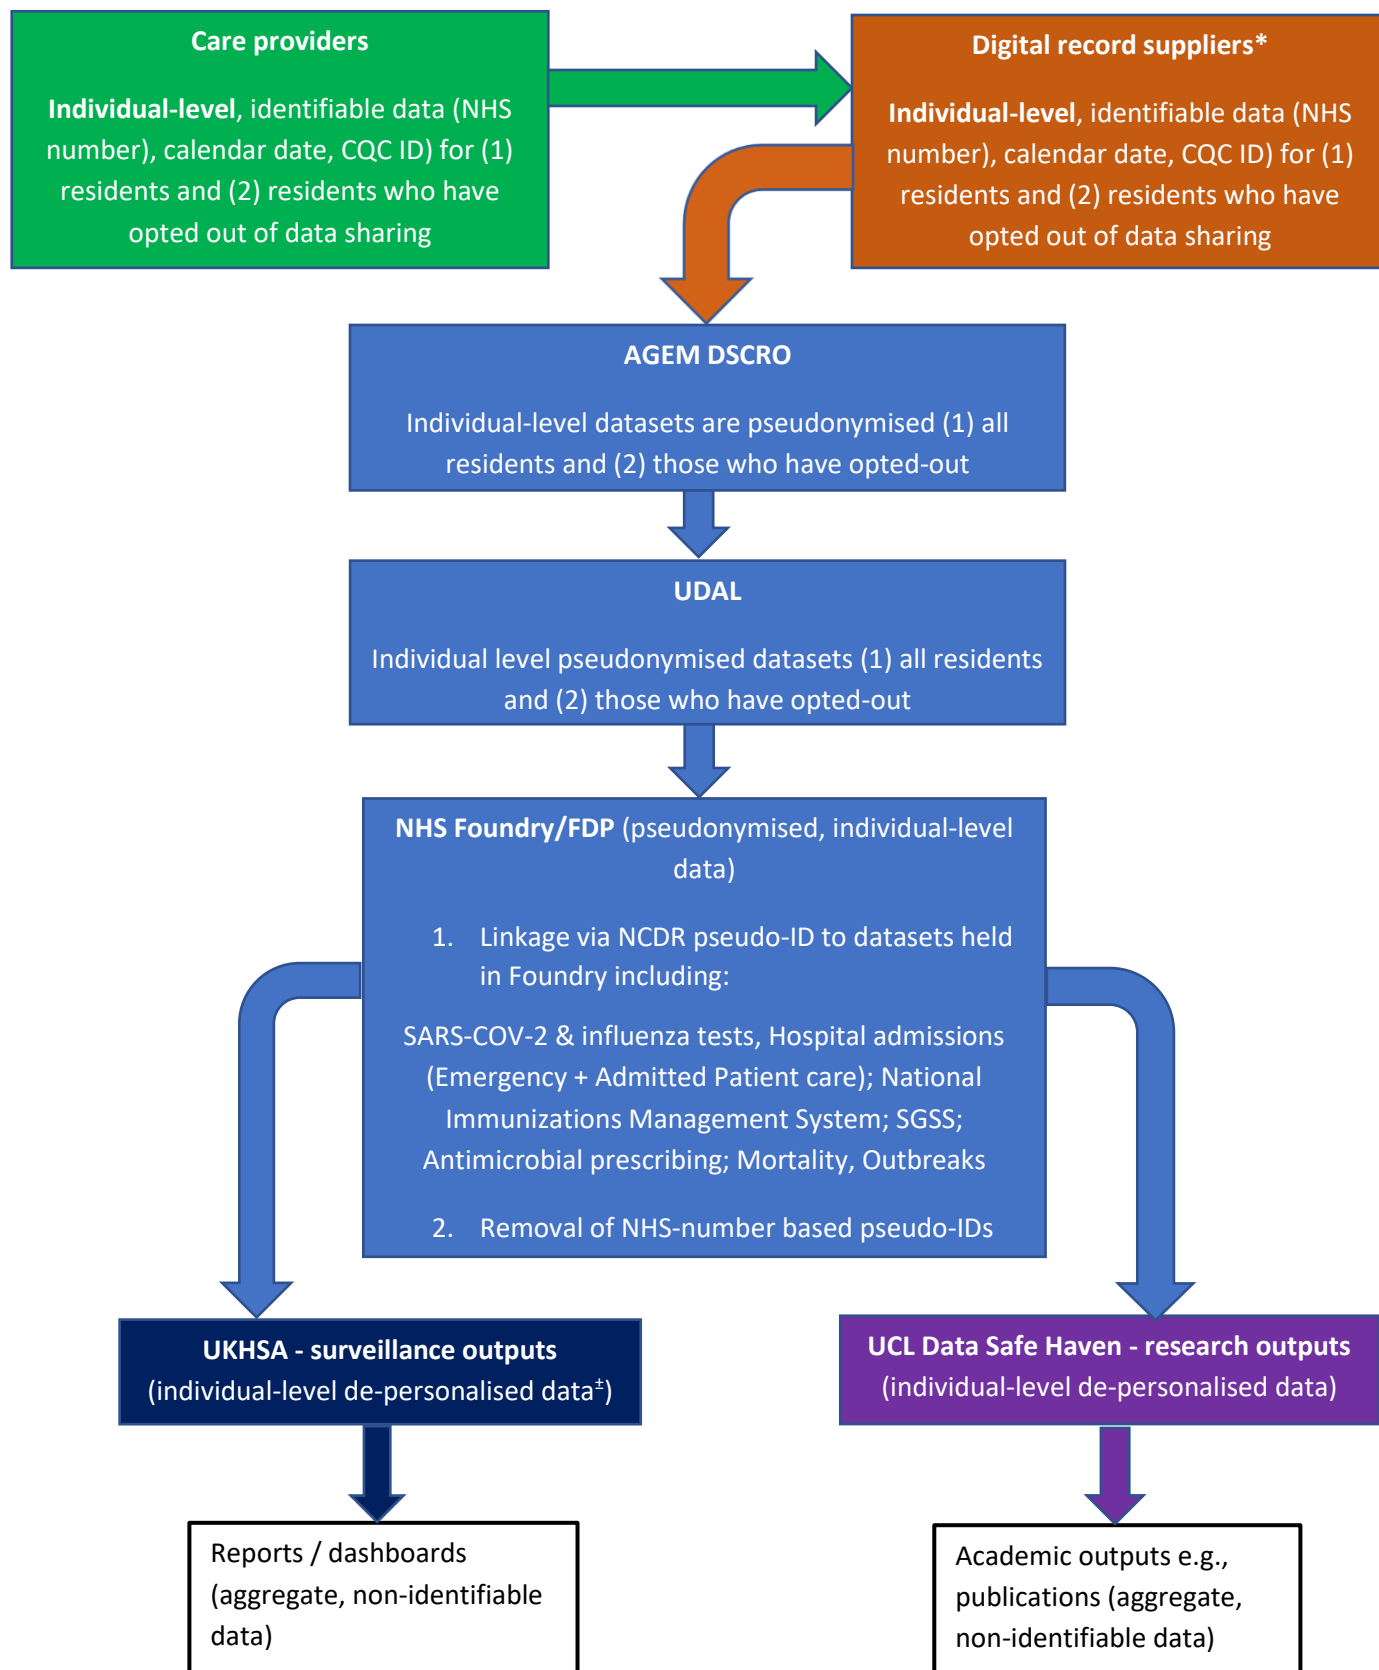 Care providers
Individual-level, identifiable data (NHS
number), calendar date, CQC ID) for (1)
residents and (2) residents who have
opted out of data sharing
Digital record suppliers*
Individual-level, identifiable data (NHS
number), calendar date, CQC ID) for (1)
residents and (2) residents who have
opted out of data sharing
AGEM DSCRO
Individual-level datasets are pseudonymised (1) all
residents and (2) those who have opted-out
UDAL
Individual level pseudonymised datasets (1) all residents
and (2) those who have opted-out
NHS Foundry/FDP (pseudonymised, individual-level
data)
1. Linkage via NCDR pseudo-ID to datasets held
in Foundry including:
SARS-COV-2 & influenza tests, Hospital admissions
(Emergency + Admitted Patient care); National
Immunizations Management System; SGSS;
Antimicrobial prescribing; Mortality, Outbreaks
2. Removal of NHS-number based pseudo-IDs
UKHSA - surveillance outputs
(individual-level de-personalised data±)
UCL Data Safe Haven - research outputs
(individual-level de-personalised data)
Reports / dashboards
(aggregate, non-identifiable
data)
Academic outputs e.g.,
publications (aggregate,
non-identifiable data)